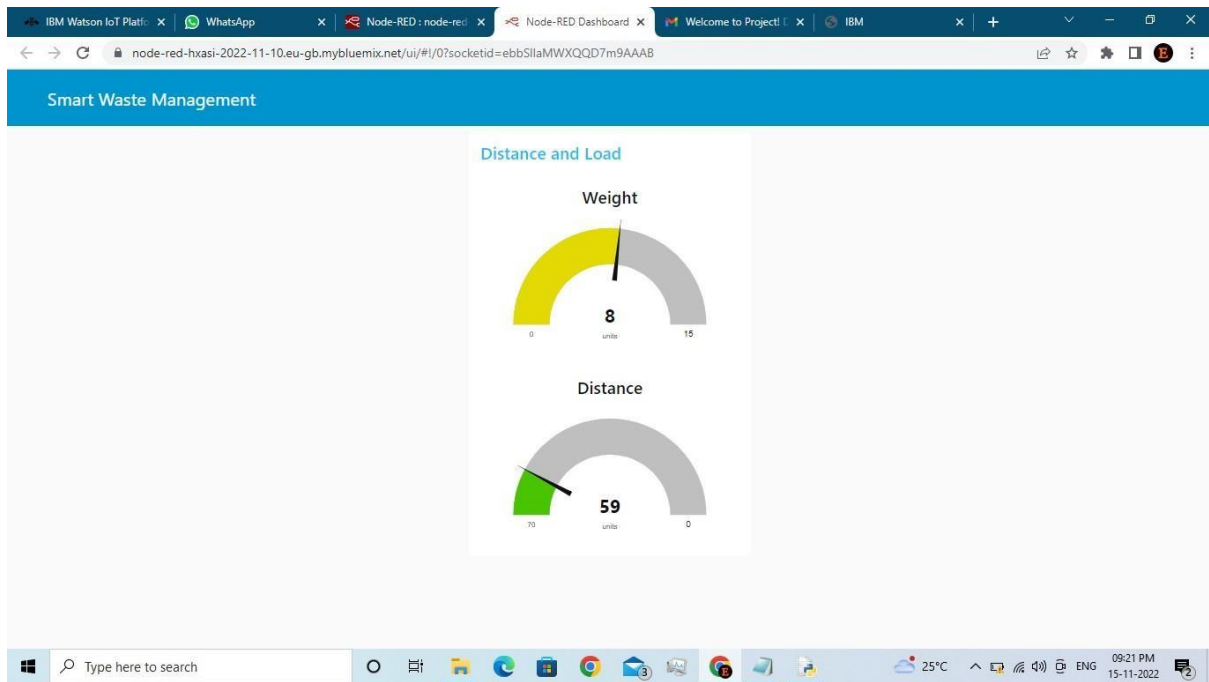 IBM Watson IoT Platfo
WhatsApp
Node-RED : node-red
Node-RED Dashboard
Welcome to Project!
IBM
node-red-hxasi-2022-11-10.eu-gb.mybluemix.net/ui/#!/0?socketid=ebbSIlaMWXQQD7m9AAAB
E
Smart Waste Management
Distance and Load
Weight
8
units
0
15
Distance
59
units
70
0
Type here to search
3
25°C
ENG
09:21 PM
15-11-2022
2